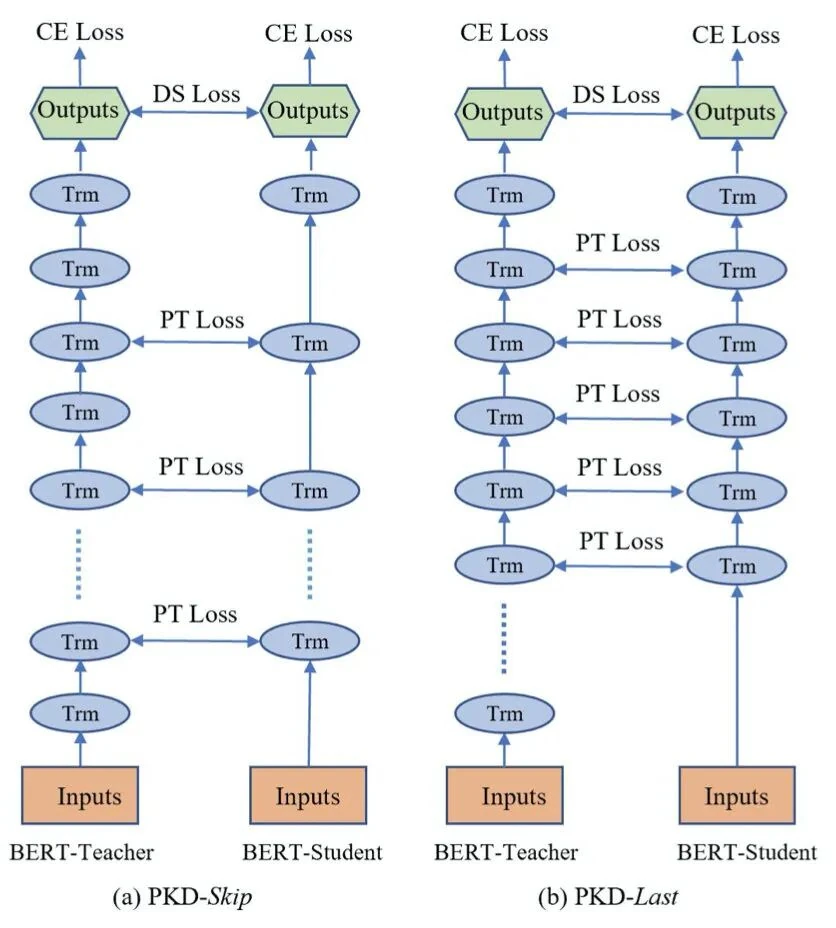 CE Loss CE Loss CE Loss CE Loss
Outputs DS Loss Outputs Outputs DS Loss Outputs
Trm Trm Trm Trm
Trm Trm PT Loss Trm
Trm PT Loss Trm Trm PT Loss Trm
Trm Trm PT Loss Trm
Trm PT Loss Trm Trm PT Loss Trm
Trm PT Loss Trm
Trm PT Loss Trm
Trm Trm
Inputs Inputs Inputs Inputs
BERT-Teacher BERT-Student BERT-Teacher BERT-Student
(a) PKD-Skip (b) PKD-Last